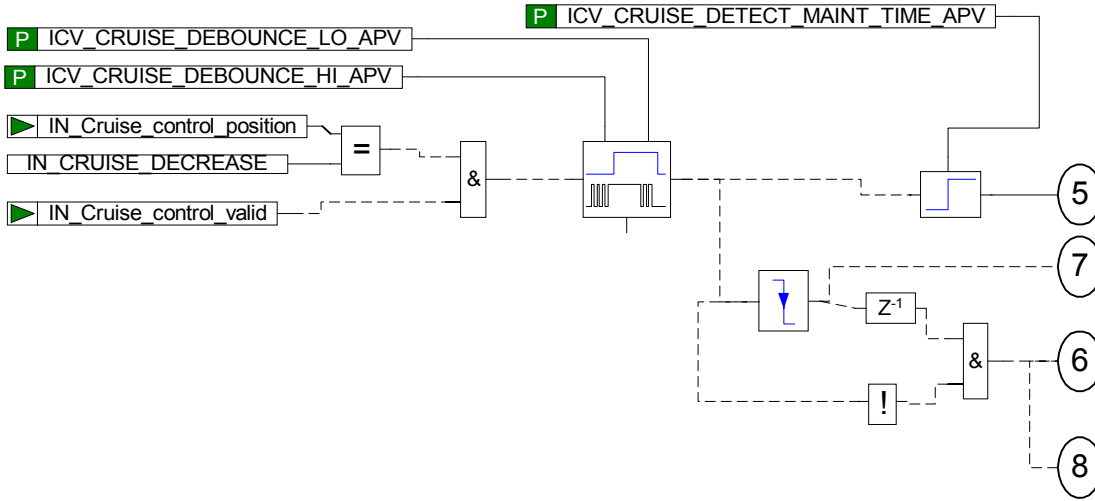 P ICV_CRUISE_DETECT_MAINT_TIME_APV
P ICV_CRUISE_DEBOUNCE_LO_APV
P ICV_CRUISE_DEBOUNCE_HI_APV
IN_Cruise_control_position
=
IN_CRUISE_DECREASE
&
IN_Cruise_control_valid
5
7
Z-1
&
6
!
8